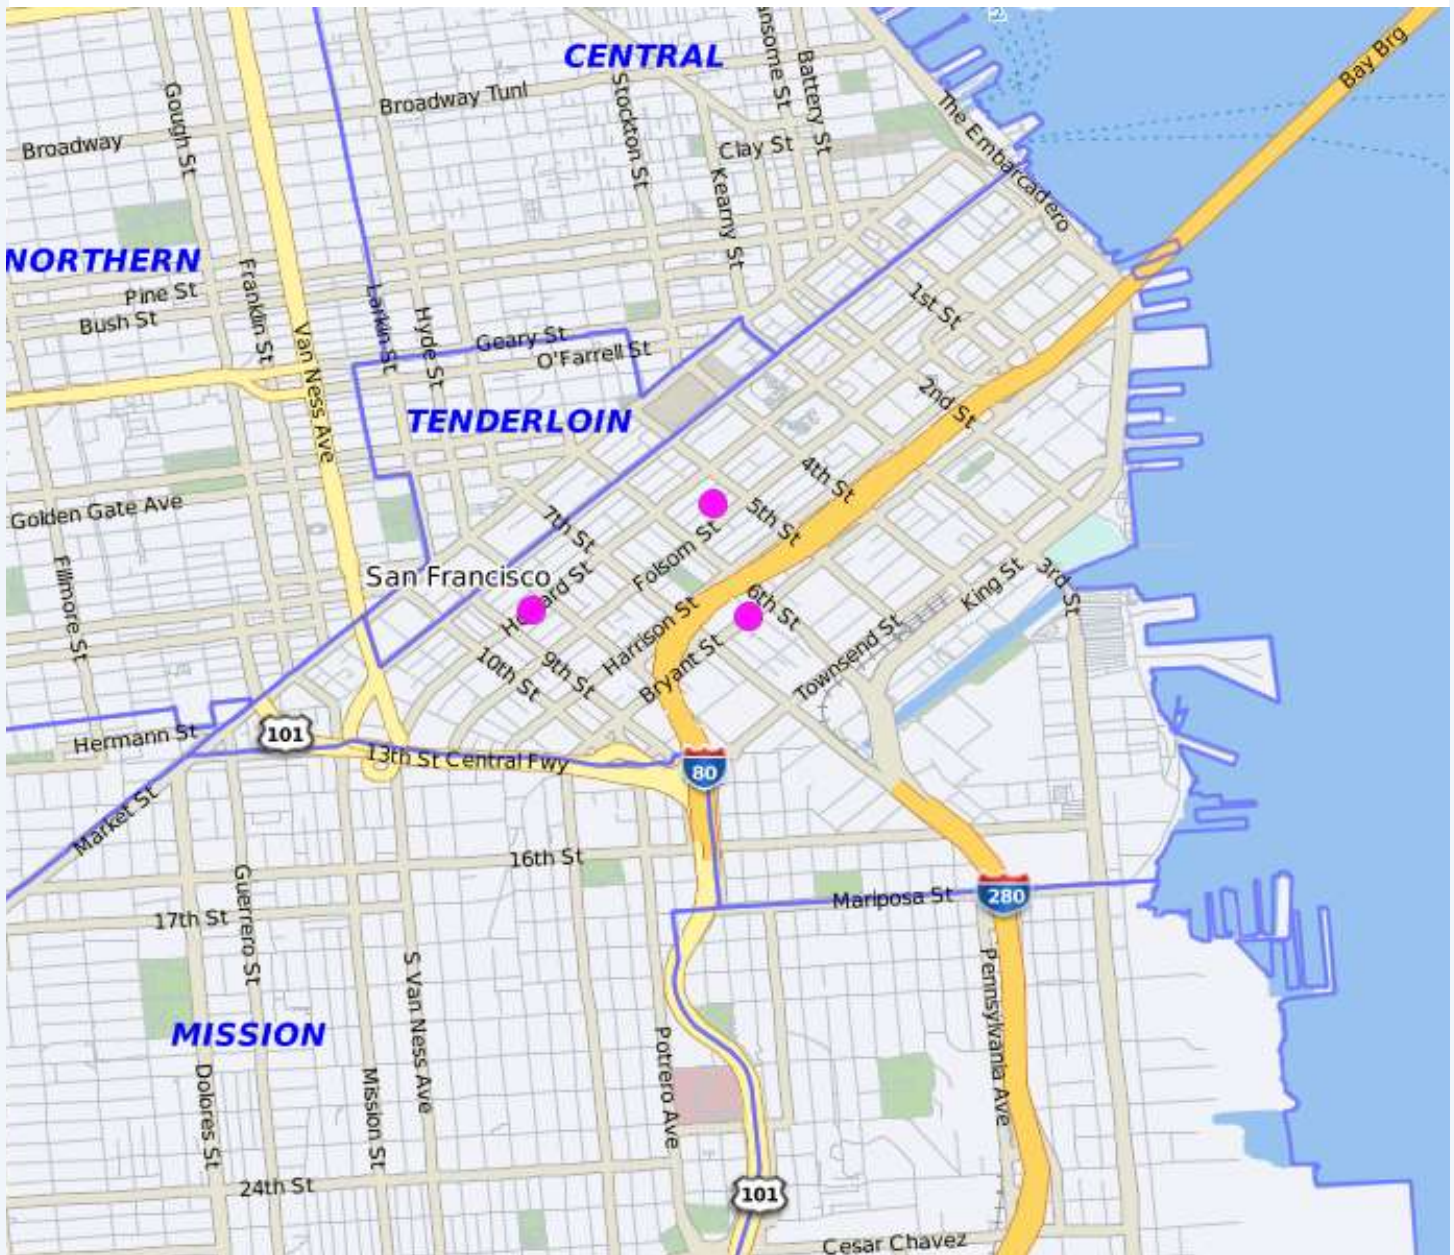 CENTRAL
ansome St
Battery St
Bay Brg
Gough St
Stockton St
Broadway Tunl
The Embarcadero
Broadway
Clay St
Kearny St
NORTHERN
Pine St
Bush St
Franklin St
Larkin St
Hyde St
1st St
Geary St
O'Farrell St
Van Ness Ave
2nd St
TENDERLOIN
4th St
Golden Gate Ave
7th St
5th St
Folsom St
Fillmore St
San Francisco
King St
3rd St
6th St
Harrison St
Townsend St
Bryant St
10th St
9th St
Hermann St
101
13th St Central Fwy
80
Market St
16th St
Guerrero St
Mariposa St
280
17th St
S Van Ness Ave
Pennsylvania Ave
MISSION
Potrero Ave
Dolores St
Mission St
24th St
101
Cesar Chavez